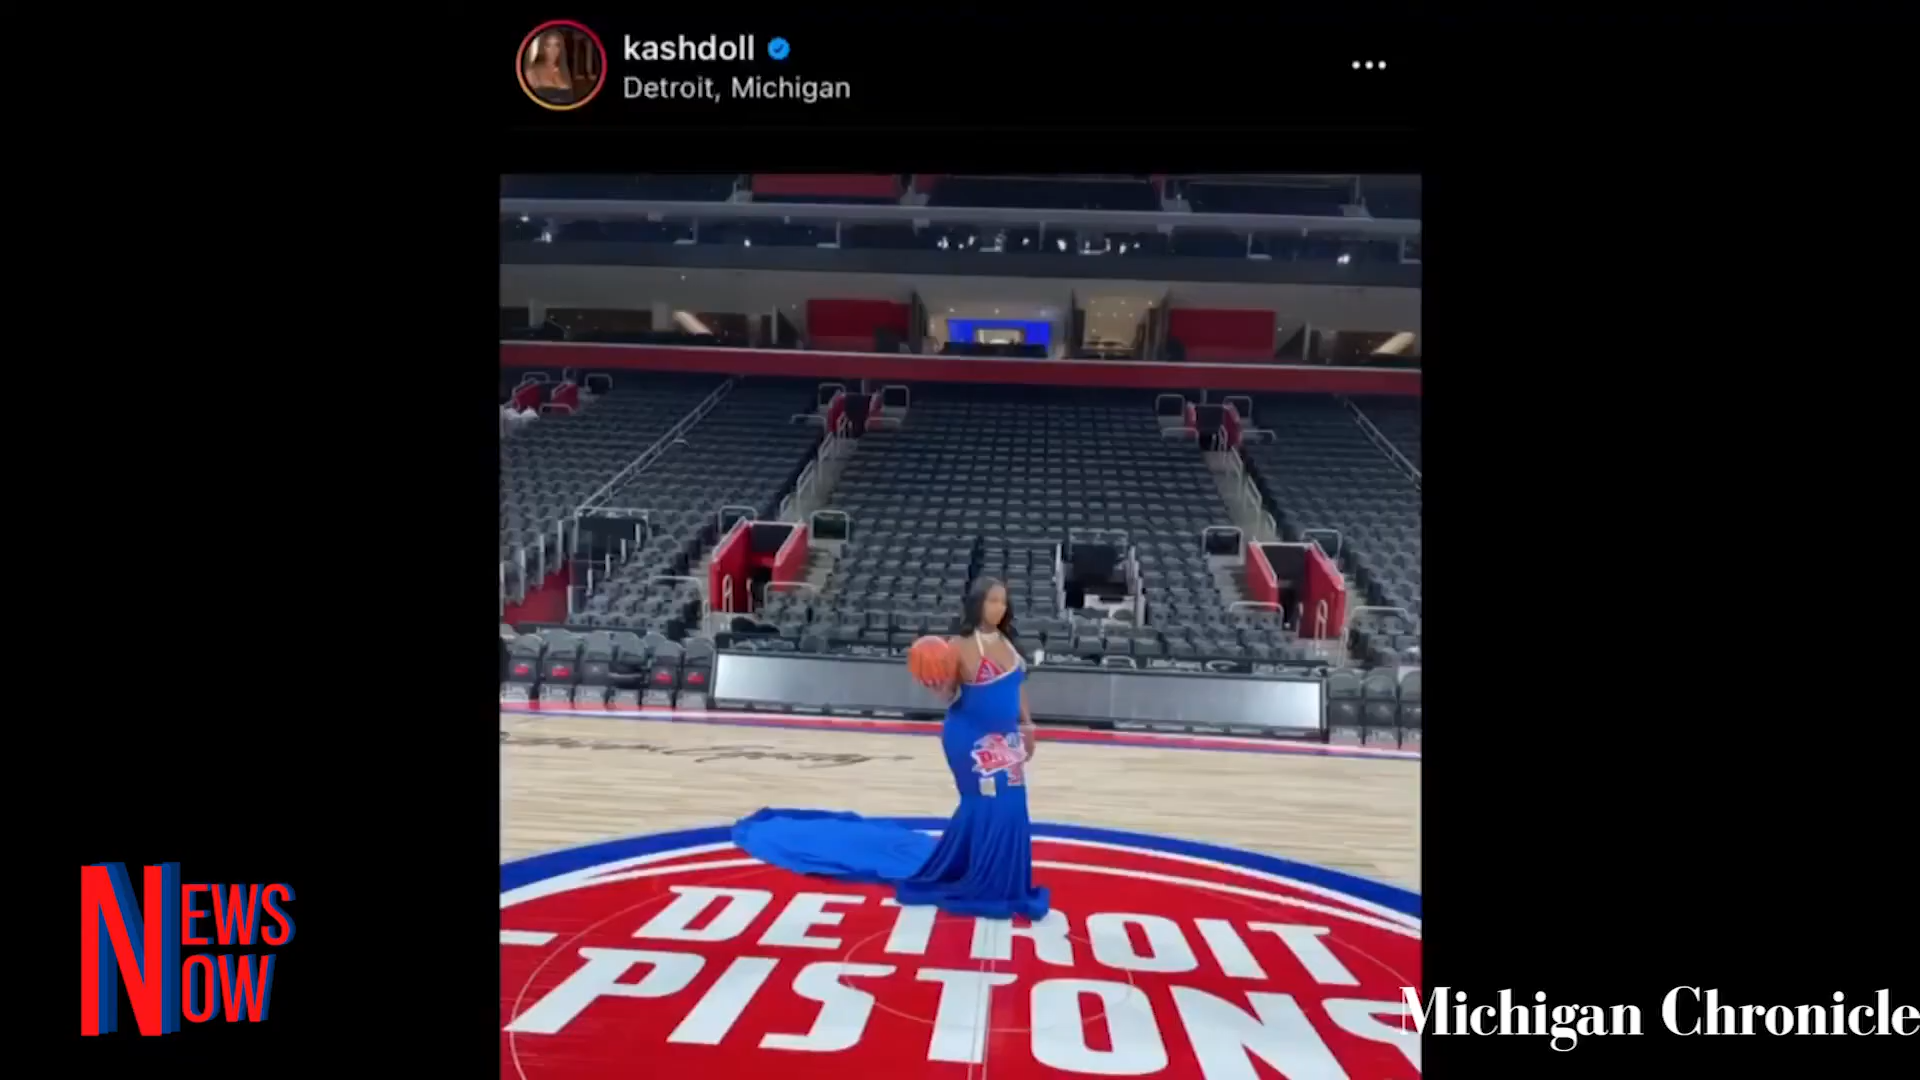 kashdoll
Detroit, Michigan
DETROIT
PISTONS
NEWS
NOW
Michigan Chronicle